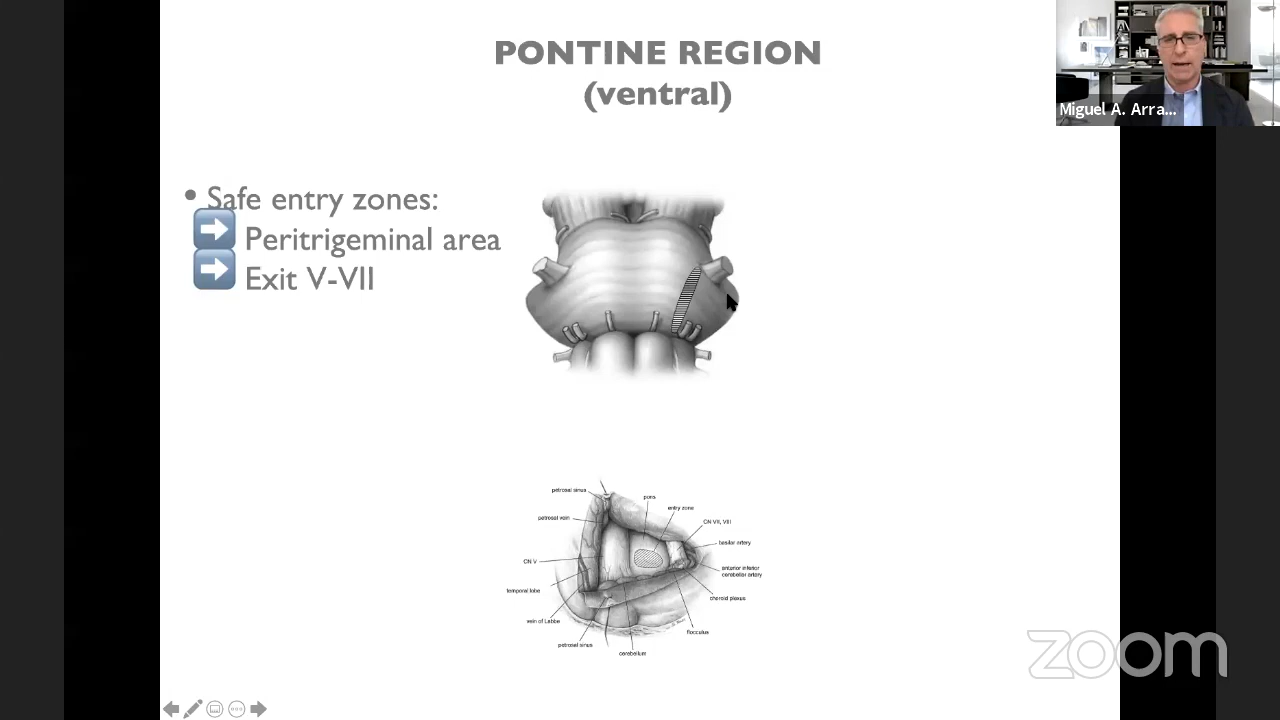 PONTINE REGION
(ventral)
Miguel A. Arra...
• Safe entry zones:
Peritrigeminal area
Exit V-VII
petrosal sinus
pons
entry zone
petrosal vein
CN VII, VIII
basilar artery
CN V
anterior inferior
cerebellar artery
temporal lobe
choroid plexus
vein of Labbe
flocculus
petrosal sinus
cerebellum
zoom